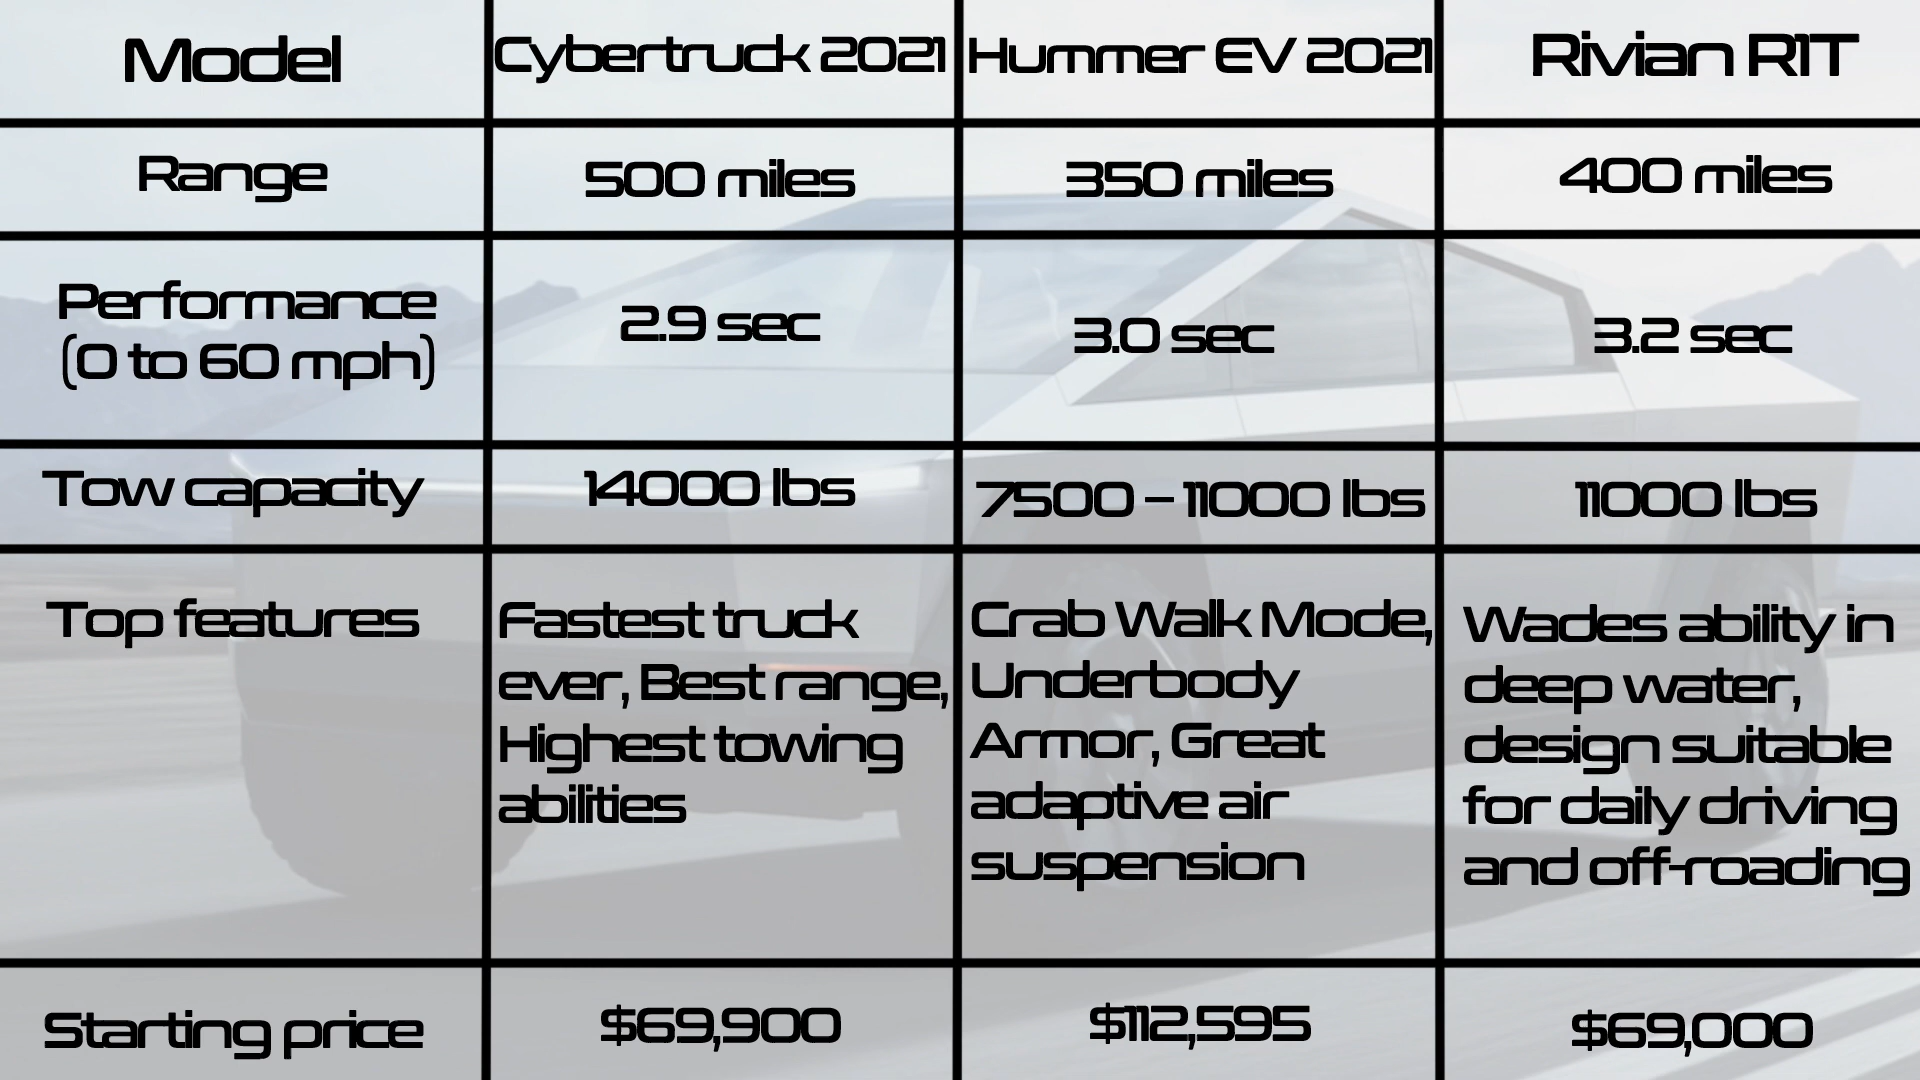 Model Cybertruck 2021 Hummer EV 2021 Rivian R1T
Range 500 miles 350 miles 400 miles
Performance
(0 to 60 mph) 2.9 sec 3.0 sec 3.2 sec
Tow capacity 14000 lbs 7500 – 11000 lbs 11000 lbs
Top features
Fastest truck
ever, Best range,
Highest towing
abilities
Crab Walk Mode,
Underbody
Armor, Great
adaptive air
suspension
Wades ability in
deep water,
design suitable
for daily driving
and off-roading
Starting price $69,900 $112,595 $69,000